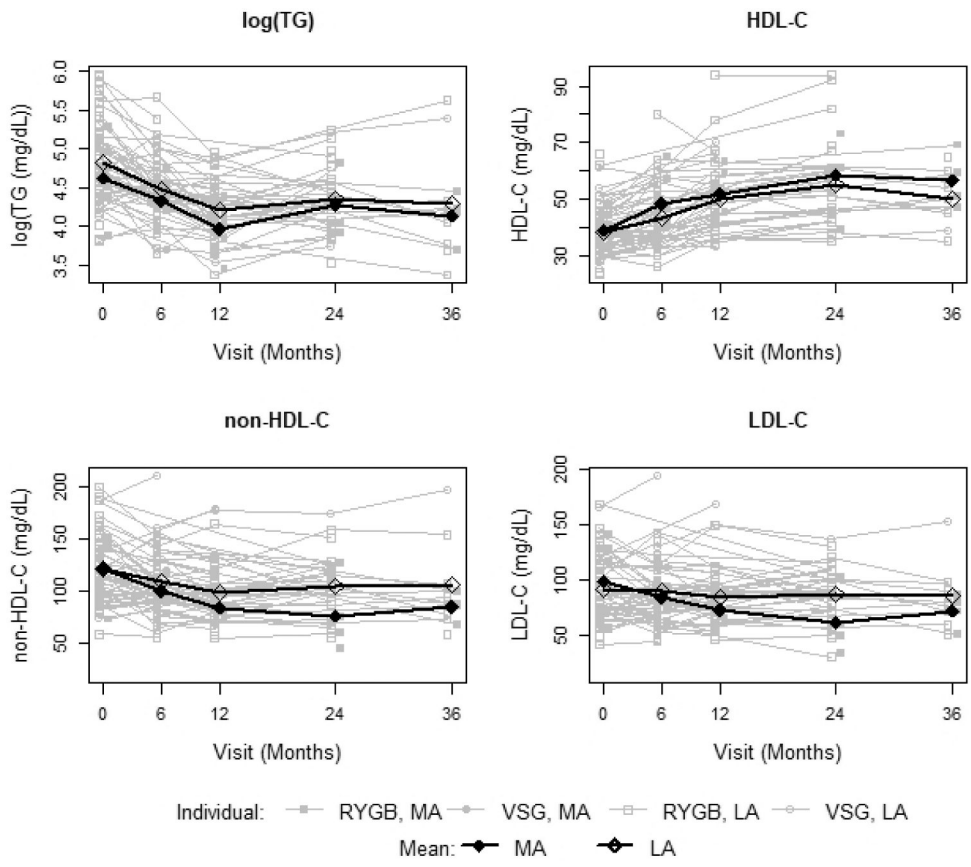 log(TG)
HDL-C
log(TG (mg/dL))
6.0
5.5
5.0
4.5
4.0
3.5
0 6 12 24 36
Visit (Months)
HDL-C (mg/dL)
90
70
50
30
0 6 12 24 36
Visit (Months)
non-HDL-C
LDL-C
non-HDL-C (mg/dL)
200
150
100
50
0 6 12 24 36
Visit (Months)
LDL-C (mg/dL)
200
150
100
50
0 6 12 24 36
Visit (Months)
Individual: RYGB, MA VSG, MA RYGB, LA VSG, LA
Mean: MA LA